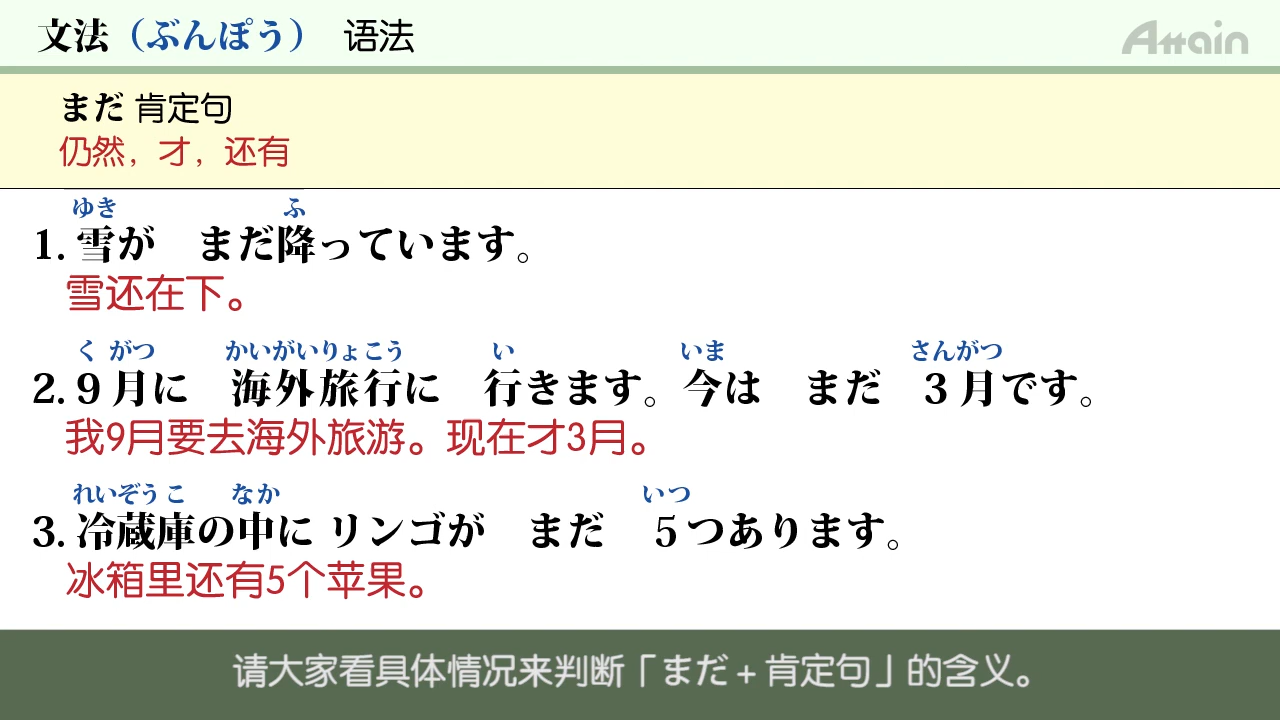 文法（ぶんぽう） 语法
Attain
まだ 肯定句
仍然，才，还有
ゆき ふ
1. 雪が まだ降っています。
雪还在下。
く がつ かいがいりょこう い いま さんがつ
2. ９月に 海外旅行に 行きます。今は まだ ３月です。
我9月要去海外旅游。现在才3月。
れいぞうこ なか いつ
3. 冷蔵庫の中に リンゴが まだ ５つあります。
冰箱里还有5个苹果。
请大家看具体情况来判断「まだ＋肯定句」的含义。